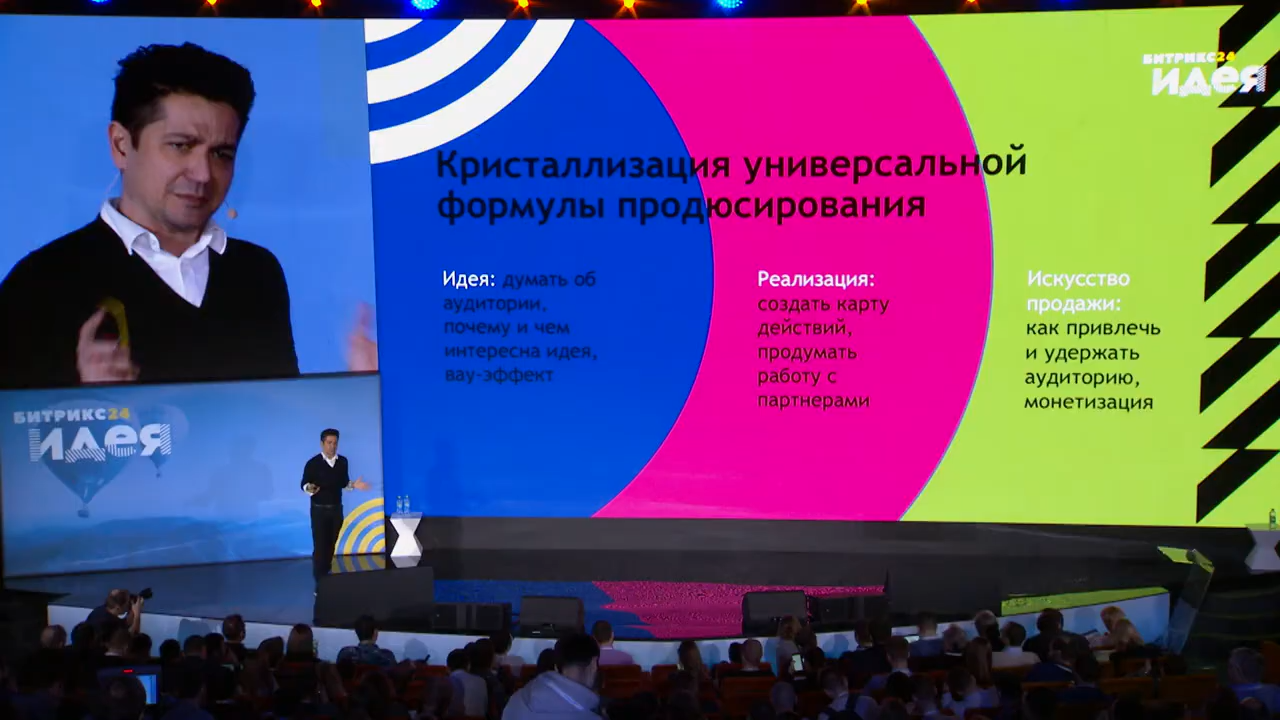 БИТРИКС24
идея
Кристаллизация универсальной
формулы продюсирования
Идея: думать об
аудитории,
почему и чем
интересна идея,
вау-эффект
Реализация:
создать карту
действий,
продумать
работу с
партнерами
Искусство
продажи:
как привлечь
и удержать
аудиторию,
монетизация
БИТРИКС24
идея